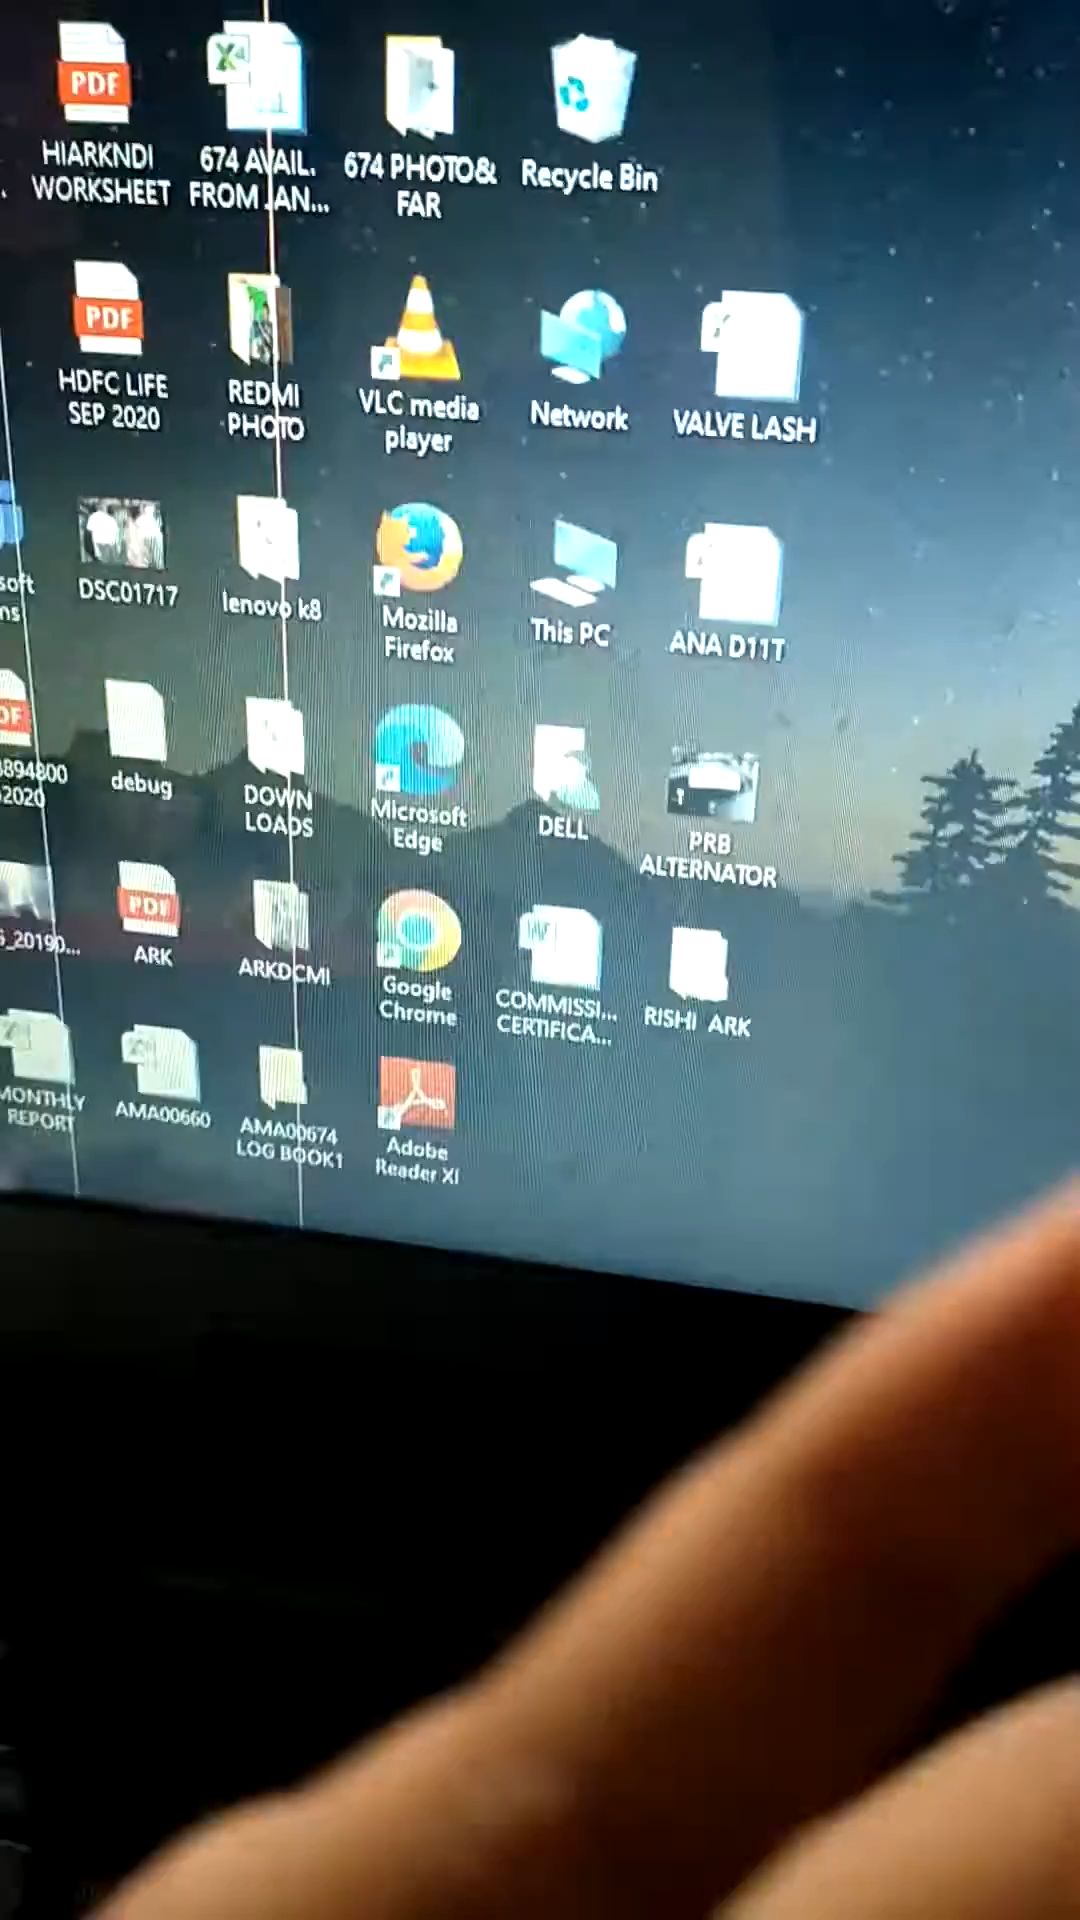 PDF
HIARKNDI
WORKSHEET
674 AVAIL.
FROM JAN...
674 PHOTO&
FAR
Recycle Bin
PDF
HDFC LIFE
SEP 2020
REDMI
PHOTO
VLC media
player
Network
VALVE LASH
DSC01717
lenovo k8
Mozilla
Firefox
This PC
ANA D11T
debug
DOWN
LOADS
Microsoft
Edge
DELL
PRB
ALTERNATOR
PDF
ARK
ARKDCMI
Google
Chrome
COMMISSI...
CERTIFICA...
RISHI ARK
MONTHLY
REPORT
AMA00660
AMA00674
LOG BOOK1
Adobe
Reader XI